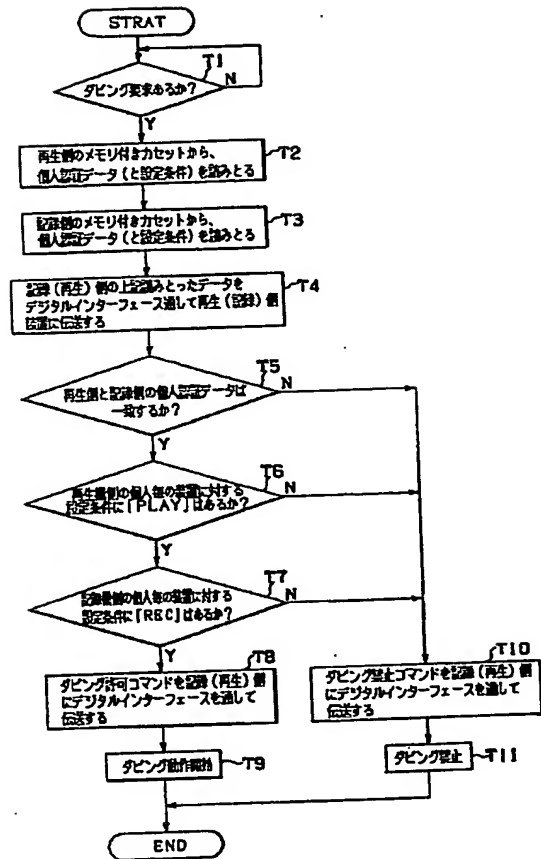 STRAT
T1
ダビング要求あるか？
N
Y
再生側のメモリ付きカセットから、
T2
個人認証データ（と設定条件）を読みとる
記録側のメモリ付きカセットから、
T3
個人認証データ（と設定条件）を読みとる
記録（再生）側の上記読みとったデータを
T4
デジタルインターフェース通して再生（記録）側
装置に伝送する
T5
再生側と記録側の個人認証データは
N
一致するか？
Y
T6
再生機側の個人毎の装置に対する
N
設定条件に［PLAY］はあるか？
Y
T7
記録機側の個人毎の装置に対する
N
設定条件に［REC］はあるか？
Y
T8
ダビング許可コマンドを記録（再生）側
にデジタルインターフェースを通して
伝送する
T10
ダビング禁止コマンドを記録（再生）側
にデジタルインターフェースを通して
伝送する
ダビング動作開始
T9
ダビング禁止
T11
END